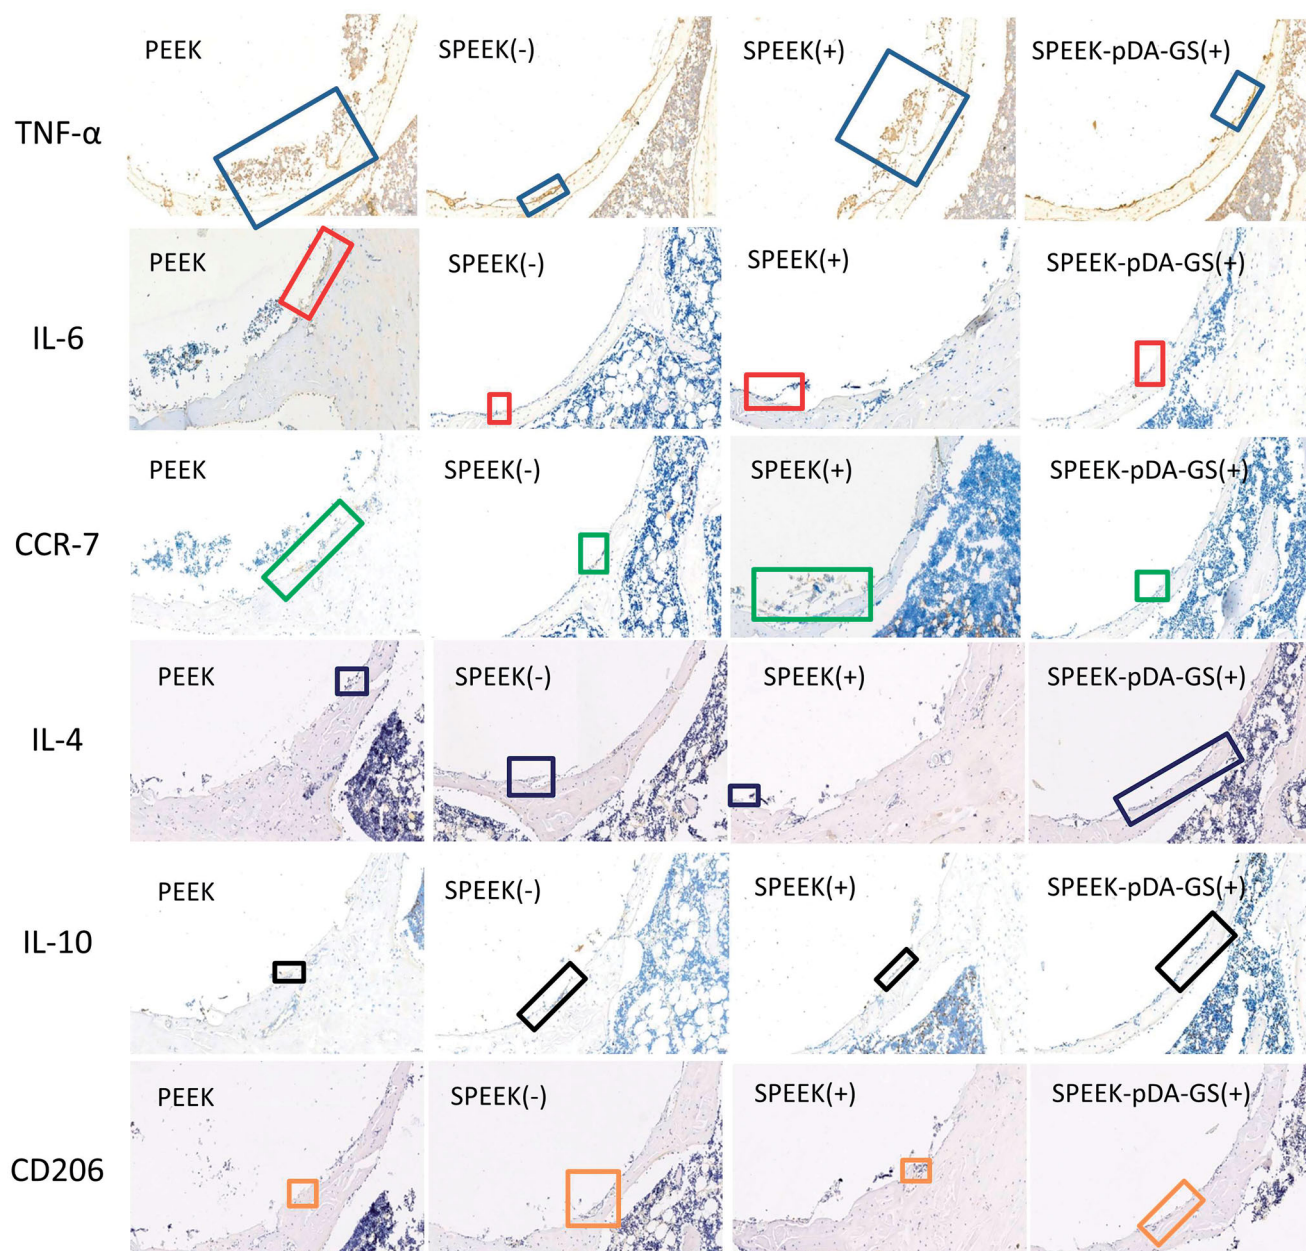 PEEK SPEEK(-) SPEEK(+) SPEEK-pDA-GS(+)
TNF-α
PEEK SPEEK(-) SPEEK(+) SPEEK-pDA-GS(+)
IL-6
PEEK SPEEK(-) SPEEK(+) SPEEK-pDA-GS(+)
CCR-7
PEEK SPEEK(-) SPEEK(+) SPEEK-pDA-GS(+)
IL-4
PEEK SPEEK(-) SPEEK(+) SPEEK-pDA-GS(+)
IL-10
PEEK SPEEK(-) SPEEK(+) SPEEK-pDA-GS(+)
CD206